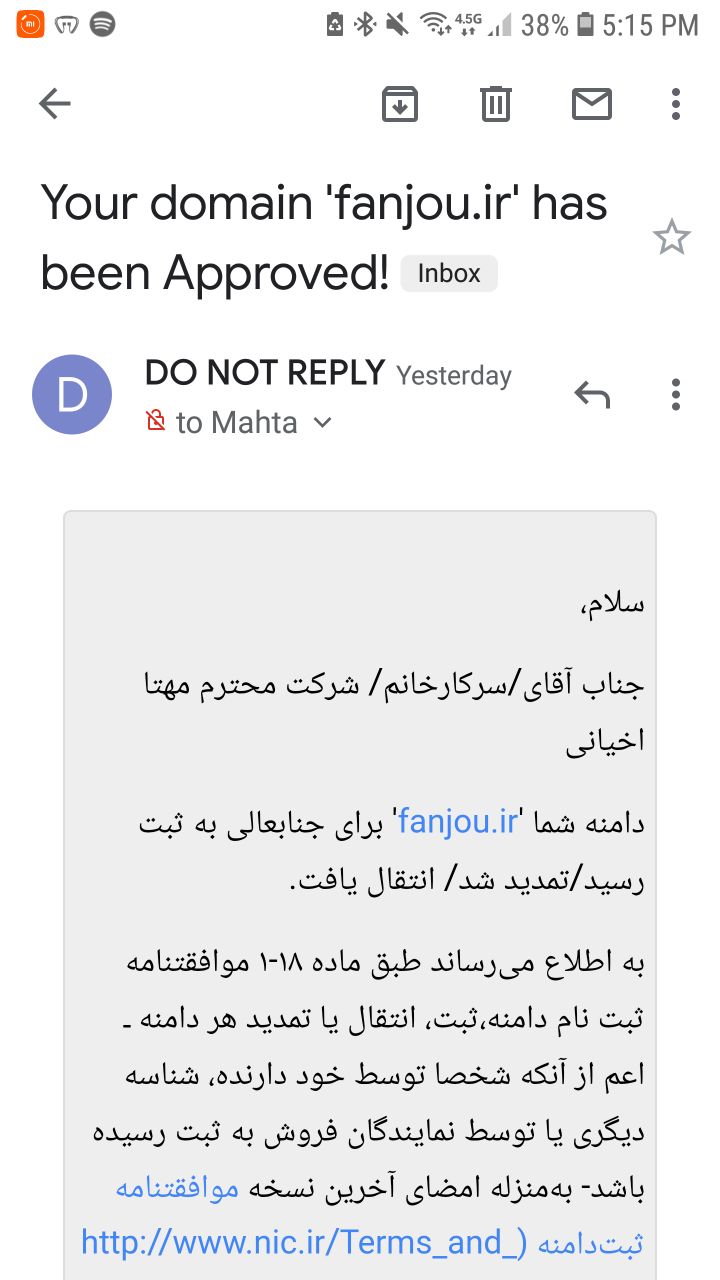 4.5G 38% 5:15 PM
Your domain 'fanjou.ir' has
been Approved! Inbox
D
DO NOT REPLY Yesterday
to Mahta
سلام،
جناب آقای/سرکارخانم/ شرکت محترم مهتا
اخیانی
دامنه شما 'fanjou.ir' برای جنابعالی به ثبت
رسید/تمدید شد/ انتقال یافت.
به اطلاع می‌رساند طبق ماده ۱۸-۱ موافقتنامه
ثبت نام دامنه،ثبت، انتقال یا تمدید هر دامنه ـ
اعم از آنکه شخصا توسط خود دارنده، شناسه
دیگری یا توسط نمایندگان فروش به ثبت رسیده
باشد- به‌منزله امضای آخرین نسخه موافقتنامه
ثبت‌دامنه (http://www.nic.ir/Terms_and_